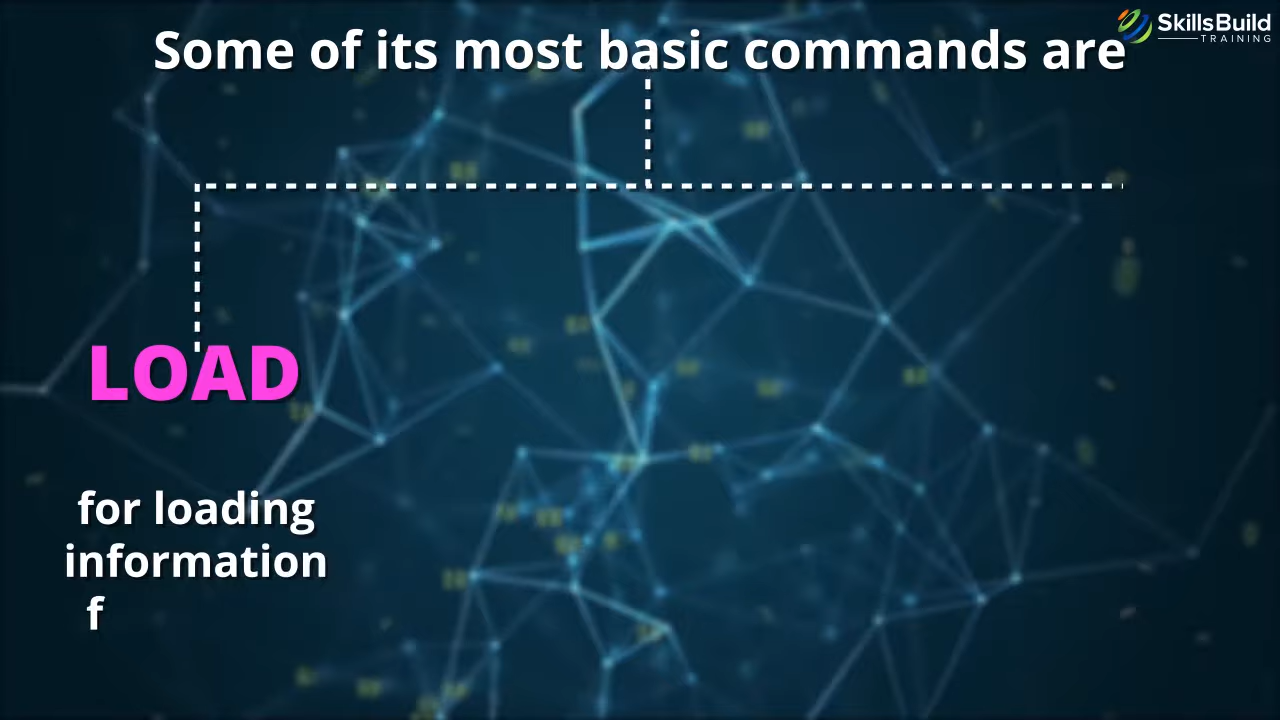 Some of its most basic commands are
SkillsBuild
TRAINING
LOAD
for loading
information
f